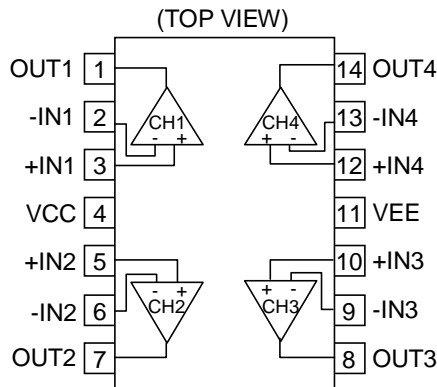 (TOP VIEW)
OUT1 1 14 OUT4
-IN1 2 CH1 - + CH4 + - 13 -IN4
+IN1 3 12 +IN4
VCC 4 11 VEE
+IN2 5 10 +IN3
-IN2 6 - + CH2 + - CH3 9 -IN3
OUT2 7 8 OUT3